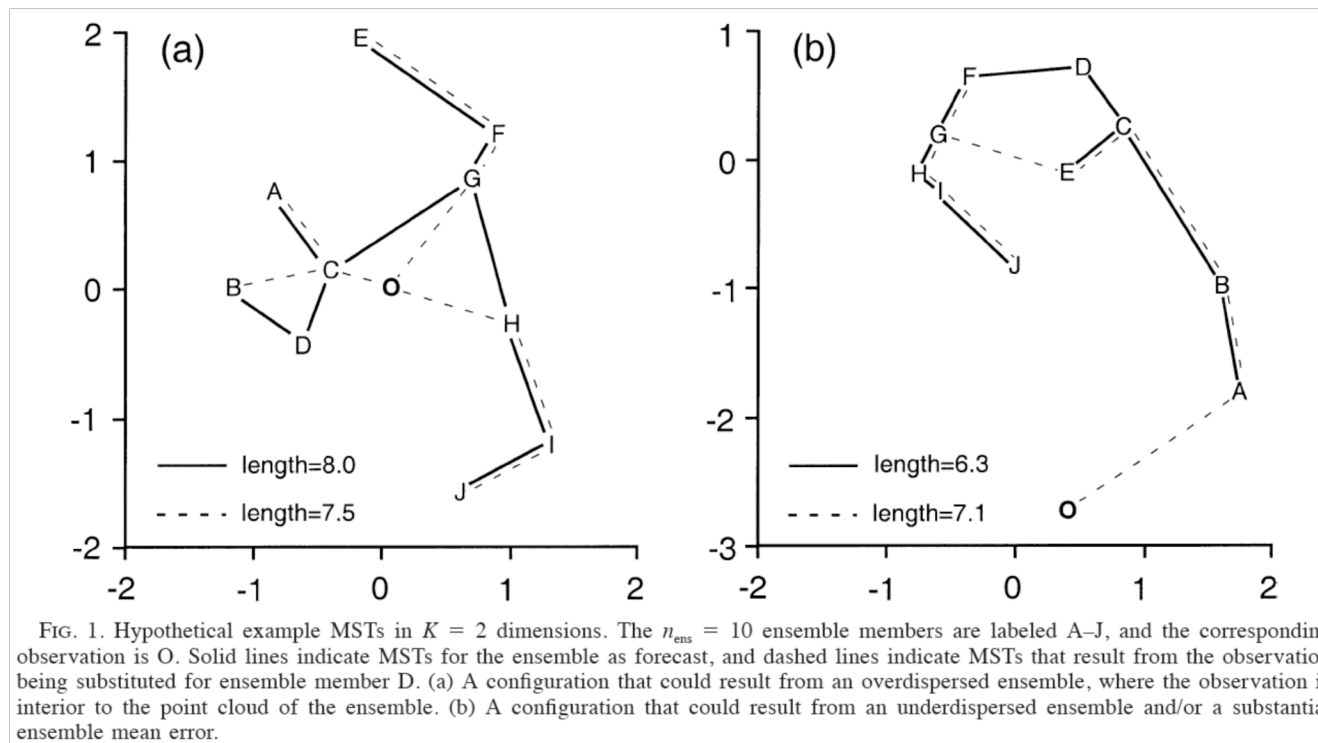 (a)
2
1
0
-1
-2
E
F
G
A
C
B
O
H
D
I
J
length=8.0
length=7.5
-2 -1 0 1 2
(b)
1
0
-1
-2
-3
F
D
C
G
E
H
I
J
B
A
O
length=6.3
length=7.1
-2 -1 0 1 2
FIG. 1. Hypothetical example MSTs in K = 2 dimensions. The nens = 10 ensemble members are labeled A–J, and the correspondin
observation is O. Solid lines indicate MSTs for the ensemble as forecast, and dashed lines indicate MSTs that result from the observatio
being substituted for ensemble member D. (a) A configuration that could result from an overdispersed ensemble, where the observation i
interior to the point cloud of the ensemble. (b) A configuration that could result from an underdispersed ensemble and/or a substantia
ensemble mean error.